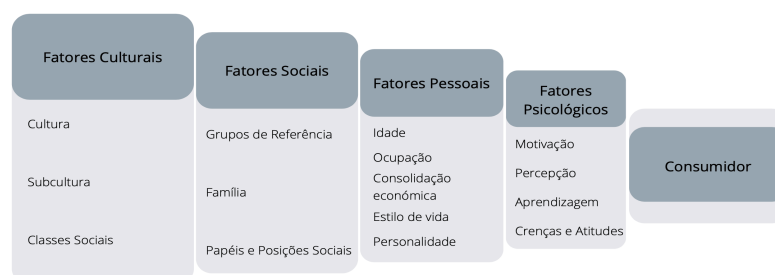 Fatores Culturais
Cultura
Subcultura
Classes Sociais
Fatores Sociais
Grupos de Referência
Família
Papéis e Posições Sociais
Fatores Pessoais
Idade
Ocupação
Consolidação
económica
Estilo de vida
Personalidade
Fatores
Psicológicos
Motivação
Percepção
Aprendizagem
Crenças e Atitudes
Consumidor